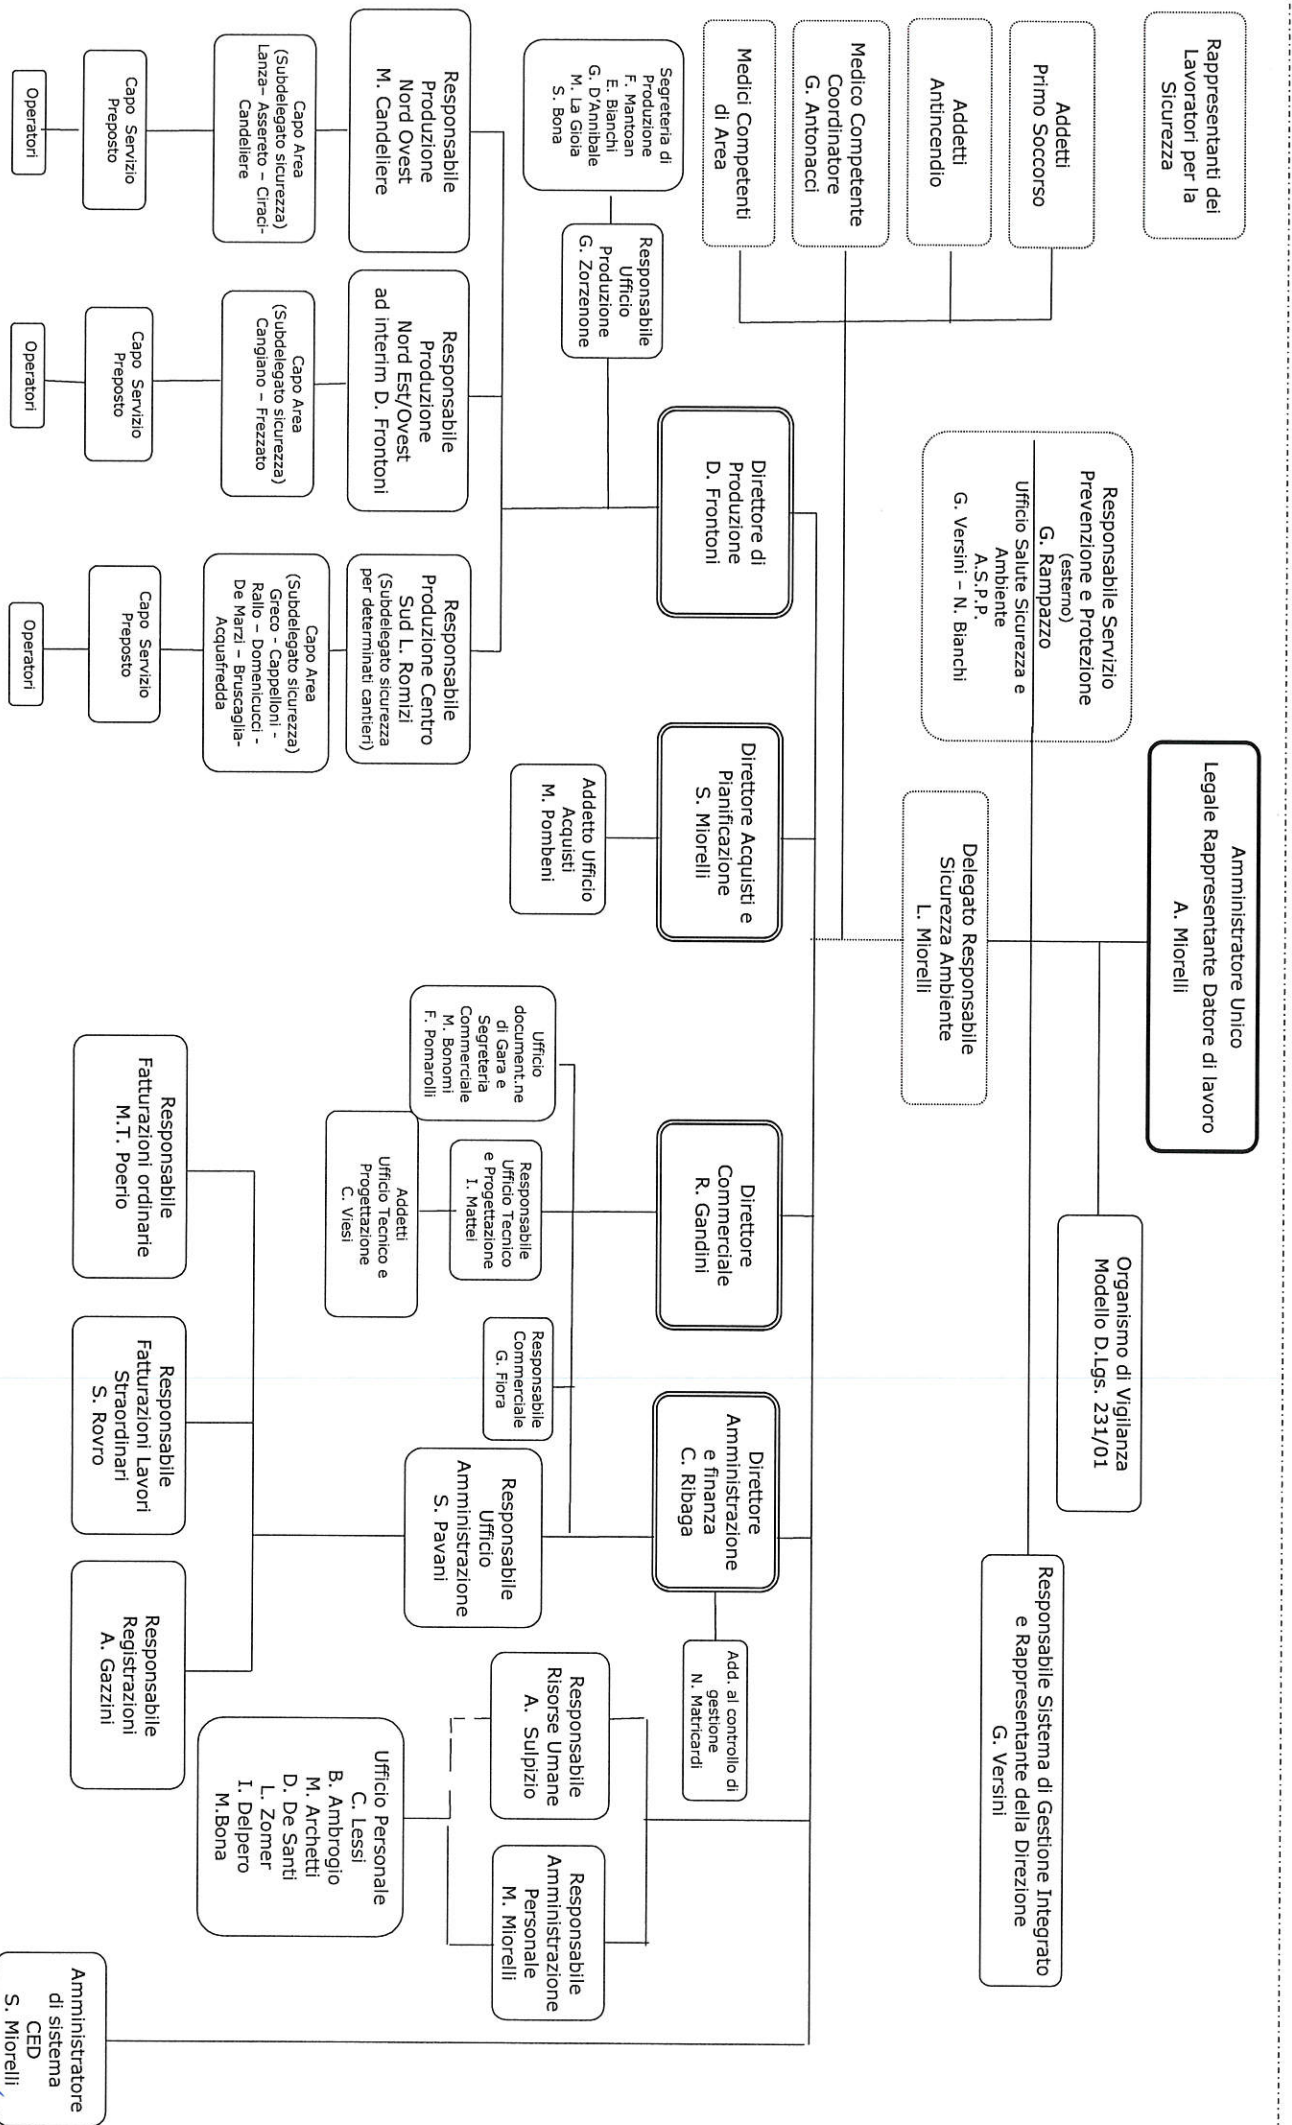 Amministratore Unico
Legale Rappresentante Datore di lavoro
A. Miorelli
Organismo di Vigilanza
Modello D.Lgs. 231/01
Rappresentanti dei
Lavoratori per la
Sicurezza
Responsabile Servizio
Prevenzione e Protezione
(esterno)
G. Rampazzo
Ufficio Salute Sicurezza e
Ambiente
A.S.P.P.
G. Versini – N. Bianchi
Responsabile Sistema di Gestione Integrato
e Rappresentante della Direzione
G. Versini
Delegato Responsabile
Sicurezza Ambiente
L. Miorelli
Addetti
Primo Soccorso
Addetti
Antincendio
Medico Competente
Coordinatore
G. Antonacci
Medici Competenti
di Area
Direttore di
Produzione
D. Frontoni
Direttore Acquisti e
Pianificazione
S. Miorelli
Direttore
Commerciale
R. Gandini
Direttore
Amministrazione
e finanza
C. Ribaga
Add. al controllo di
gestione
N. Matricardi
Segreteria di
Produzione
F. Mantoan
E. Bianchi
G. D'Annibale
M. La Gioia
S. Bona
Responsabile
Ufficio
Produzione
G. Zorzenone
Addetto Ufficio
Acquisti
M. Pombeni
Ufficio
document.ne
di Gara e
Segreteria
Commerciale
M. Bonomi
F. Pomarolli
Responsabile
Ufficio Tecnico
e Progettazione
I. Mattei
Responsabile
Commerciale
G. Fiora
Addetti
Ufficio Tecnico e
Progettazione
C. Viesi
Responsabile
Ufficio
Amministrazione
S. Pavani
Responsabile
Risorse Umane
A. Sulpizio
Responsabile
Amministrazione
Personale
M. Miorelli
Ufficio Personale
C. Lessi
B. Ambrogio
M. Archetti
D. De Santi
L. Zomer
I. Delpero
M.Bona
Responsabile
Produzione
Nord Ovest
M. Candeliere
Responsabile
Produzione
Nord Est/Ovest
ad interim D. Frontoni
Responsabile
Produzione Centro
Sud L. Romizi
(Subdelegato sicurezza
per determinati cantieri)
Capo Area
(Subdelegato sicurezza)
Lanza– Assereto – Ciraci-
Candeliere
Capo Area
(Subdelegato sicurezza)
Cangiano – Frezzato
Capo Area
(Subdelegato sicurezza)
Greco - Cappelloni -
Rallo – Domenicucci -
De Marzi – Bruscaglia-
Acquafredda
Capo Servizio
Preposto
Capo Servizio
Preposto
Capo Servizio
Preposto
Operatori
Operatori
Operatori
Responsabile
Fatturazioni ordinarie
M.T. Poerio
Responsabile
Fatturazioni Lavori
Straordinari
S. Rovro
Responsabile
Registrazioni
A. Gazzini
Amministratore
di sistema
CED
S. Miorelli